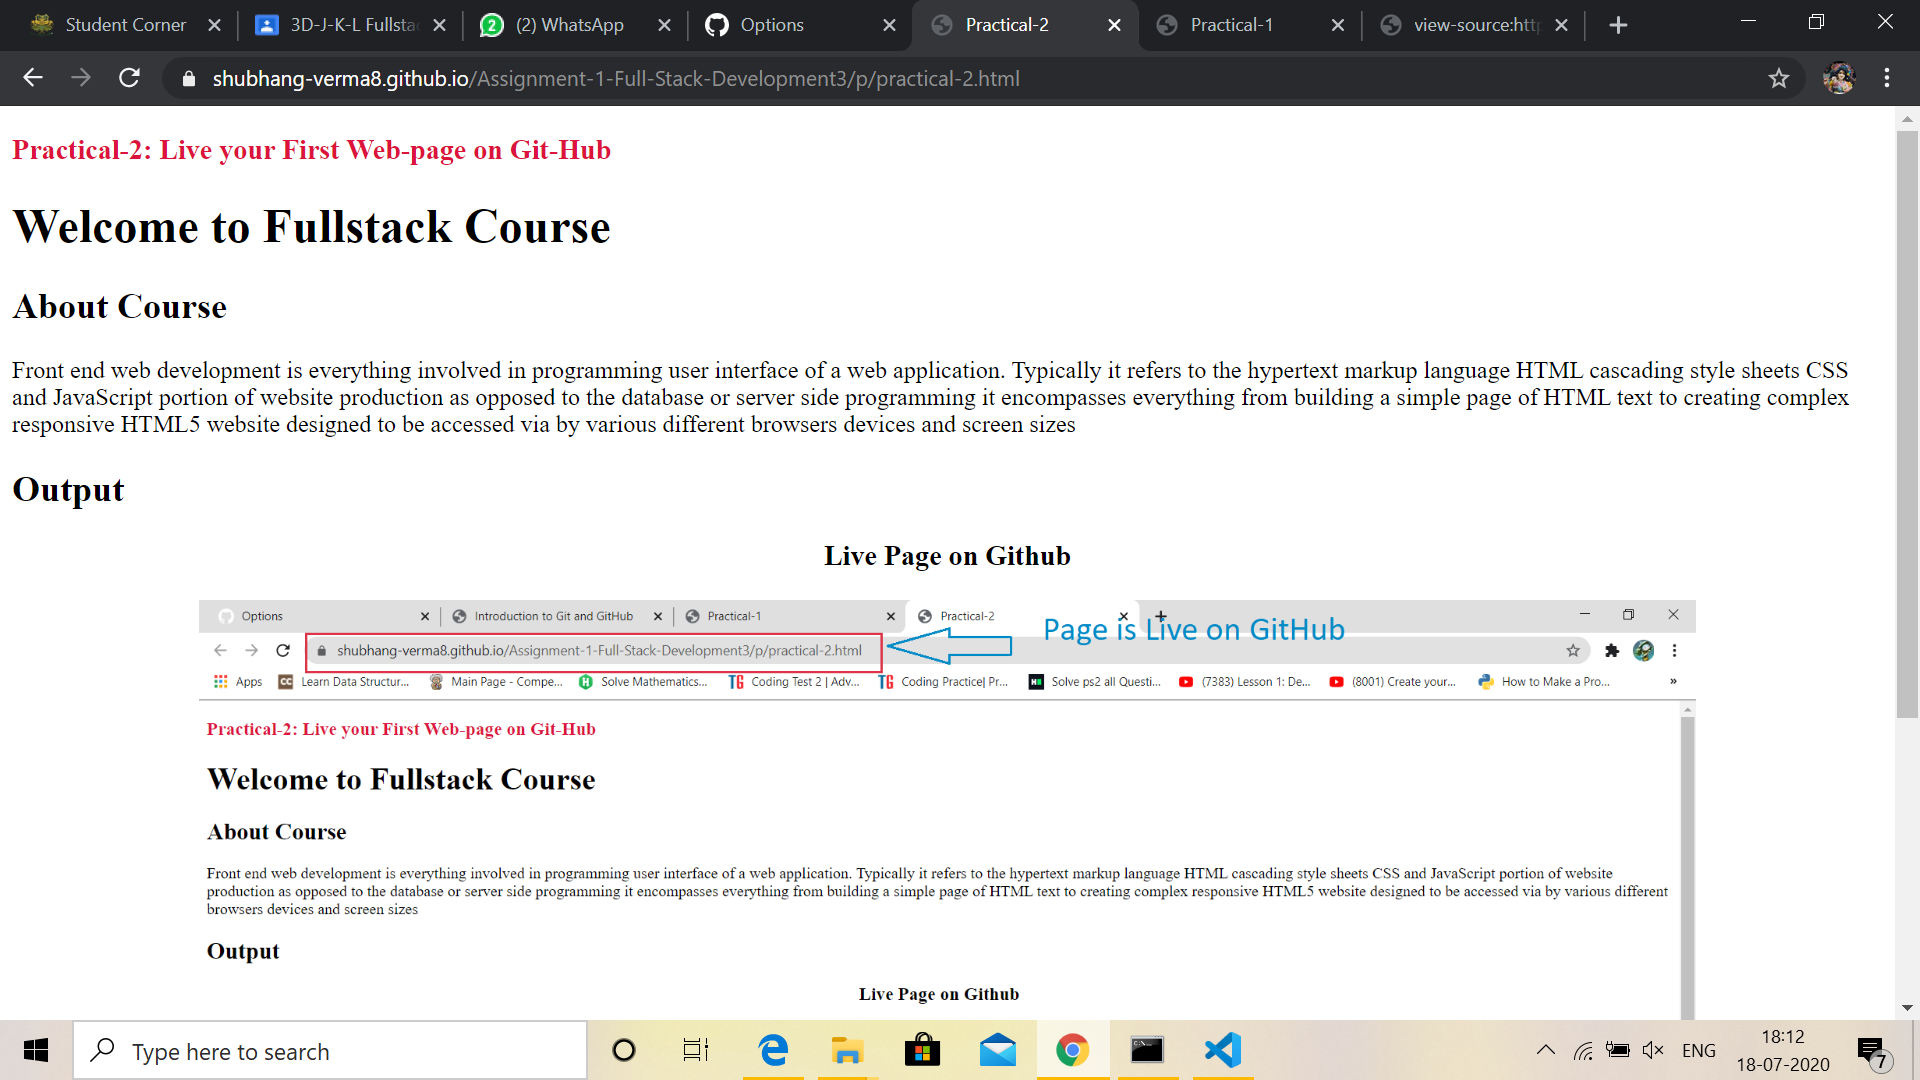 Student Corner
3D-J-K-L Fullsta
(2) WhatsApp
Options
Practical-2
Practical-1
view-source:http
shubhang-verma8.github.io/Assignment-1-Full-Stack-Development3/p/practical-2.html
Practical-2: Live your First Web-page on Git-Hub
Welcome to Fullstack Course
About Course
Front end web development is everything involved in programming user interface of a web application. Typically it refers to the hypertext markup language HTML cascading style sheets CSS
and JavaScript portion of website production as opposed to the database or server side programming it encompasses everything from building a simple page of HTML text to creating complex
responsive HTML5 website designed to be accessed via by various different browsers devices and screen sizes
Output
Live Page on Github
Options
Introduction to Git and GitHub
Practical-1
Practical-2
Page is Live on GitHub
shubhang-verma8.github.io/Assignment-1-Full-Stack-Development3/p/practical-2.html
Apps
Learn Data Structur...
Main Page - Compe...
Solve Mathematics...
Coding Test 2 | Adv...
Coding Practice| Pr...
Solve ps2 all Questi...
(7383) Lesson 1: De...
(8001) Create your...
How to Make a Pro...
»
Practical-2: Live your First Web-page on Git-Hub
Welcome to Fullstack Course
About Course
Front end web development is everything involved in programming user interface of a web application. Typically it refers to the hypertext markup language HTML cascading style sheets CSS and JavaScript portion of website
production as opposed to the database or server side programming it encompasses everything from building a simple page of HTML text to creating complex responsive HTML5 website designed to be accessed via by various different
browsers devices and screen sizes
Output
Live Page on Github
Type here to search
ENG
18:12
18-07-2020
7